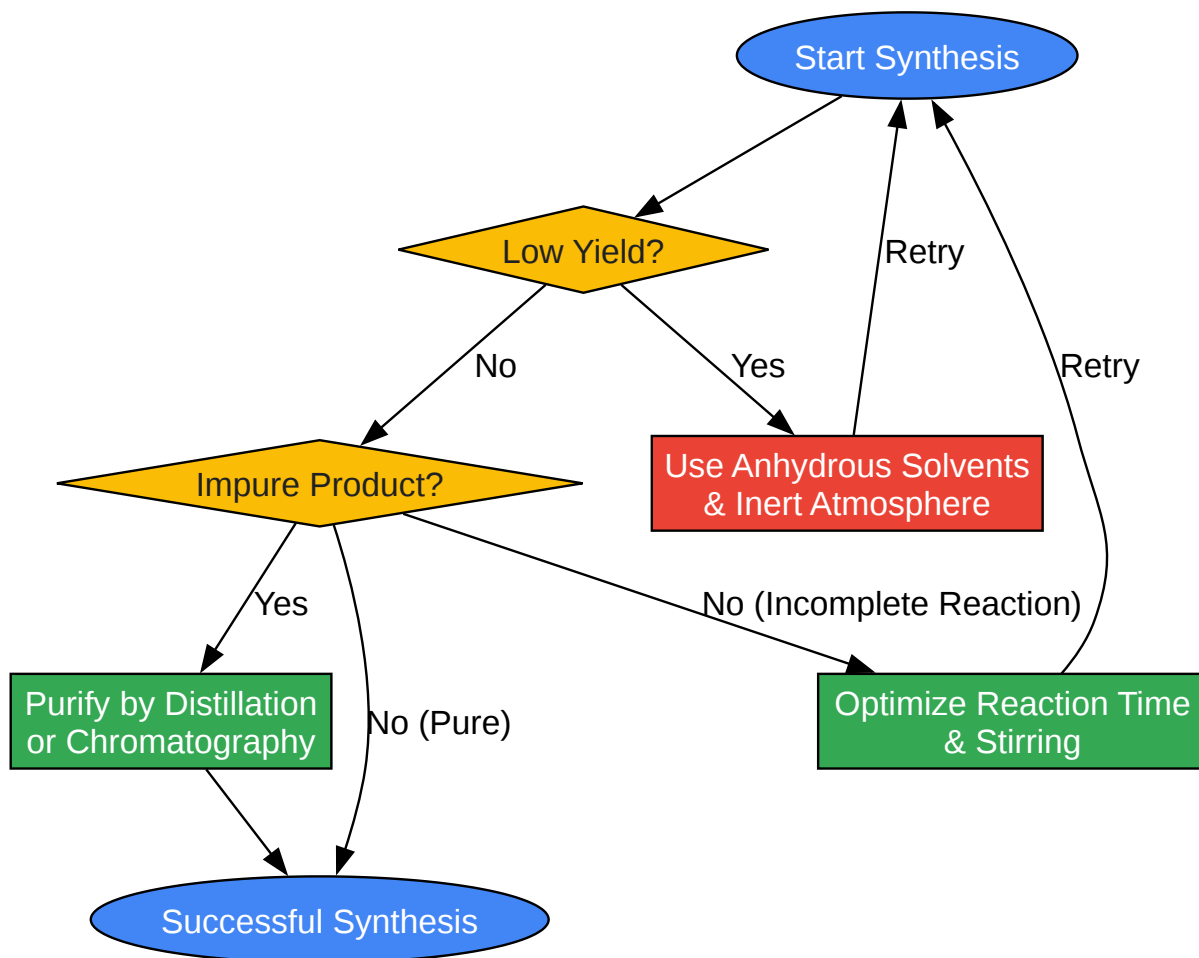 Start Synthesis
Low Yield?
Retry
No
Yes
Retry
Use Anhydrous Solvents
& Inert Atmosphere
Impure Product?
Yes
No (Incomplete Reaction)
Purify by Distillation
or Chromatography
No (Pure)
Optimize Reaction Time
& Stirring
Successful Synthesis